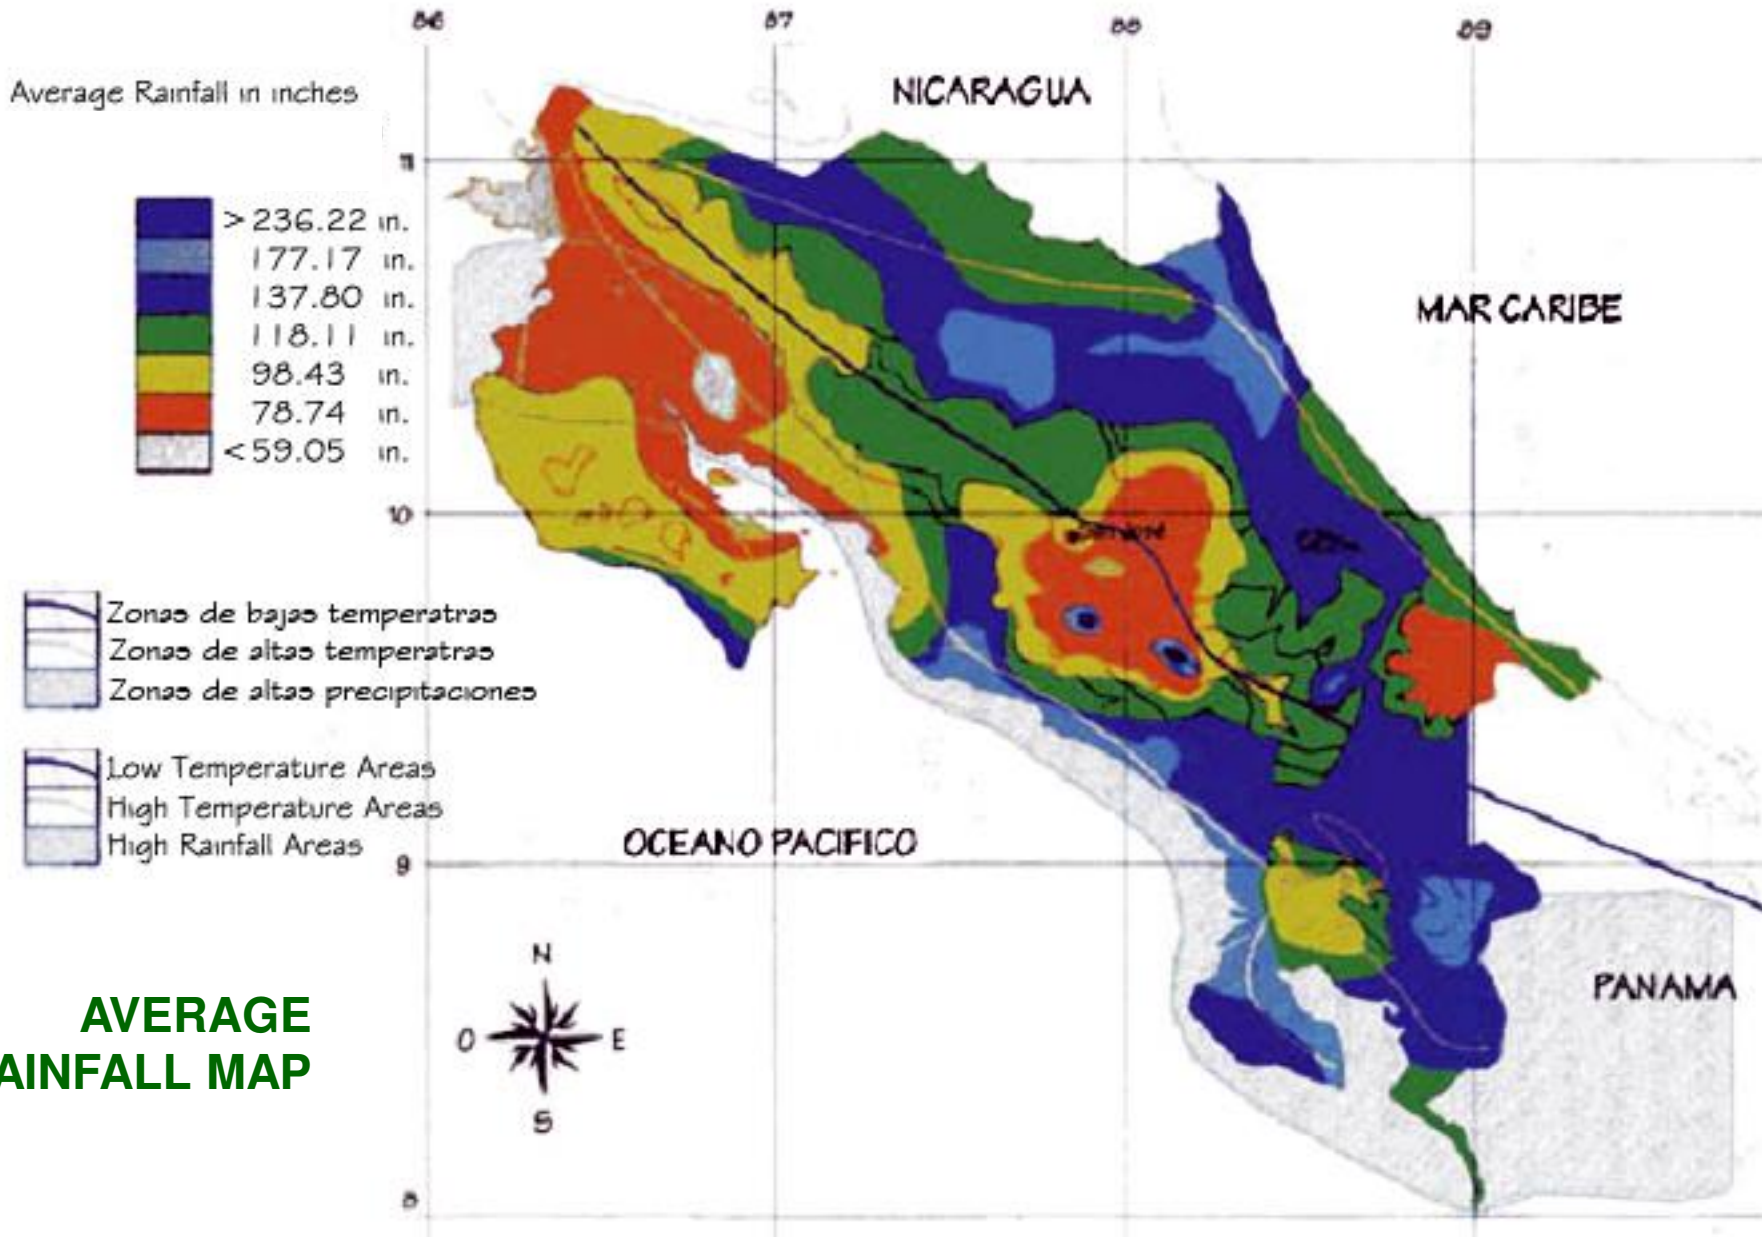 86 87 88 89
Average Rainfall in inches
NICARAGUA
11
> 236.22 in.
177.17 in.
137.80 in.
118.11 in.
98.43 in.
78.74 in.
< 59.05 in.
MAR CARIBE
10
San José
Zonas de bajas temperatras
Zonas de altas temperatras
Zonas de altas precipitaciones
Low Temperature Areas
High Temperature Areas
High Rainfall Areas
OCEANO PACIFICO
9
N
O E
S
PANAMA
AVERAGE
AINFALL MAP
8